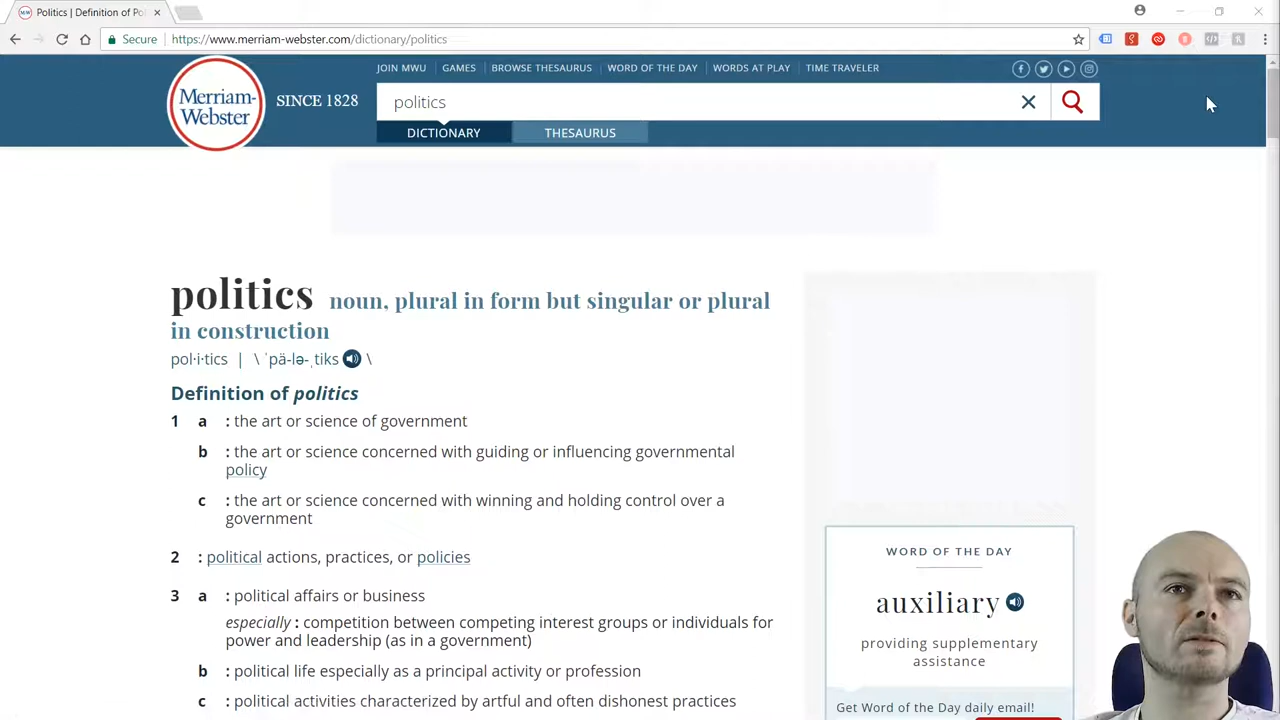 Politics | Definition of Po
Secure
https://www.merriam-webster.com/dictionary/politics
JOIN MWU
GAMES
BROWSE THESAURUS
WORD OF THE DAY
WORDS AT PLAY
TIME TRAVELER
Merriam-
Webster
SINCE 1828
politics
DICTIONARY
THESAURUS
politics noun, plural in form but singular or plural
in construction
pol·i·tics | \ ˈpä-lə-ˌtiks \
Definition of politics
1 a : the art or science of government
b : the art or science concerned with guiding or influencing governmental
policy
c : the art or science concerned with winning and holding control over a
government
2 : political actions, practices, or policies
3 a : political affairs or business
especially : competition between competing interest groups or individuals for
power and leadership (as in a government)
b : political life especially as a principal activity or profession
c : political activities characterized by artful and often dishonest practices
WORD OF THE DAY
auxiliary
providing supplementary
assistance
Get Word of the Day daily email!